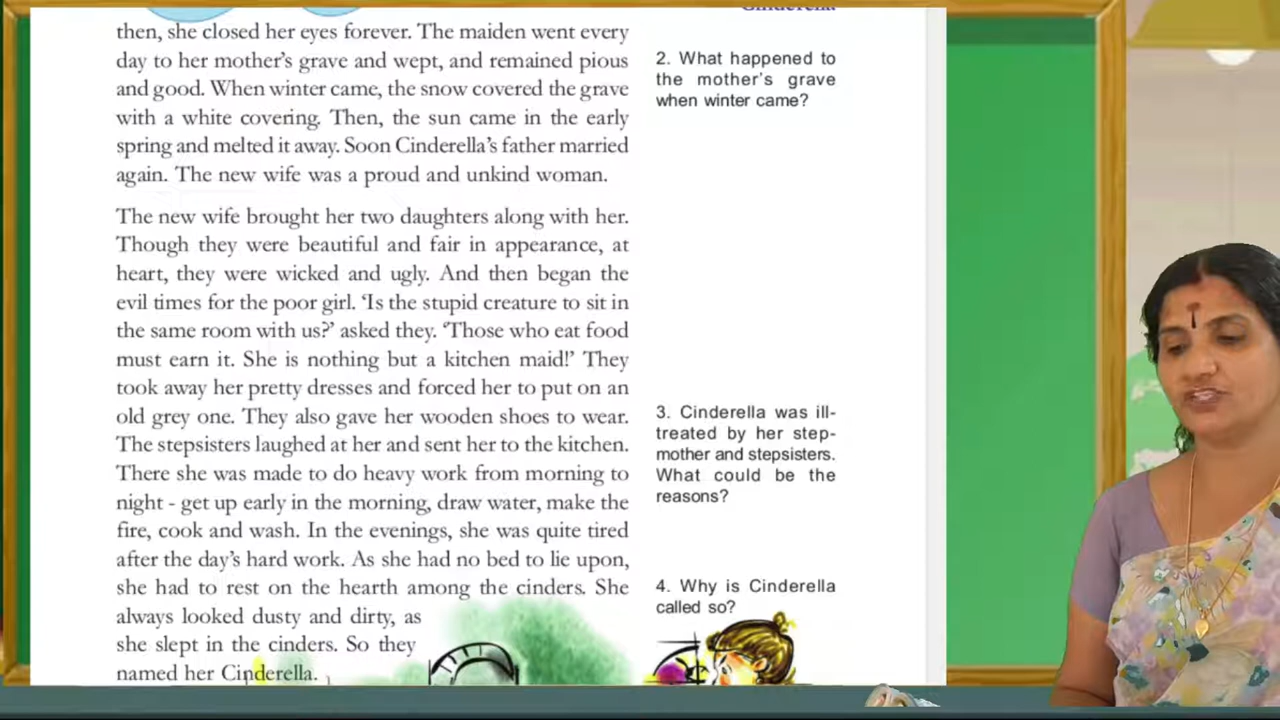 Cinderella
then, she closed her eyes forever. The maiden went every
day to her mother's grave and wept, and remained pious
and good. When winter came, the snow covered the grave
with a white covering. Then, the sun came in the early
spring and melted it away. Soon Cinderella's father married
again. The new wife was a proud and unkind woman.
2. What happened to
the mother's grave
when winter came?
The new wife brought her two daughters along with her.
Though they were beautiful and fair in appearance, at
heart, they were wicked and ugly. And then began the
evil times for the poor girl. 'Is the stupid creature to sit in
the same room with us?' asked they. 'Those who eat food
must earn it. She is nothing but a kitchen maid!' They
took away her pretty dresses and forced her to put on an
old grey one. They also gave her wooden shoes to wear.
The stepsisters laughed at her and sent her to the kitchen.
There she was made to do heavy work from morning to
night - get up early in the morning, draw water, make the
fire, cook and wash. In the evenings, she was quite tired
after the day's hard work. As she had no bed to lie upon,
she had to rest on the hearth among the cinders. She
always looked dusty and dirty, as
she slept in the cinders. So they
named her Cinderella.
3. Cinderella was ill-
treated by her step-
mother and stepsisters.
What could be the
reasons?
4. Why is Cinderella
called so?